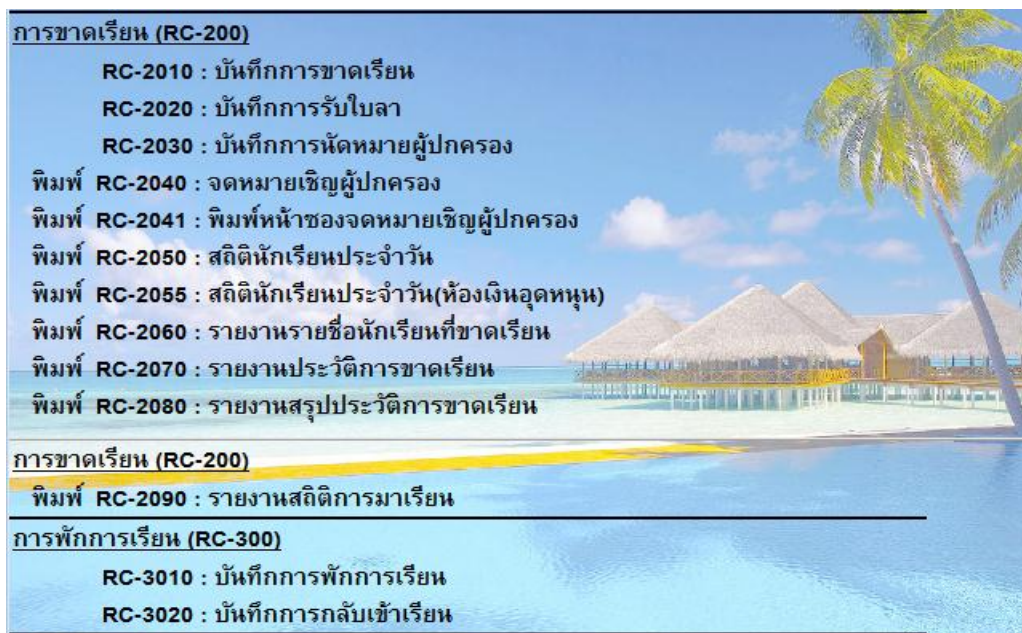 การขาดเรียน (RC-200)
RC-2010 : บันทึกการขาดเรียน
RC-2020 : บันทึกการรับใบลา
RC-2030 : บันทึกการนัดหมายผู้ปกครอง
พิมพ์ RC-2040 : จดหมายเชิญผู้ปกครอง
พิมพ์ RC-2041 : พิมพ์หน้าซองจดหมายเชิญผู้ปกครอง
พิมพ์ RC-2050 : สถิตินักเรียนประจำวัน
พิมพ์ RC-2055 : สถิตินักเรียนประจำวัน(ห้องเงินอุดหนุน)
พิมพ์ RC-2060 : รายงานรายชื่อนักเรียนที่ขาดเรียน
พิมพ์ RC-2070 : รายงานประวัติการขาดเรียน
พิมพ์ RC-2080 : รายงานสรุปประวัติการขาดเรียน
การขาดเรียน (RC-200)
พิมพ์ RC-2090 : รายงานสถิติการมาเรียน
การพักการเรียน (RC-300)
RC-3010 : บันทึกการพักการเรียน
RC-3020 : บันทึกการกลับเข้าเรียน